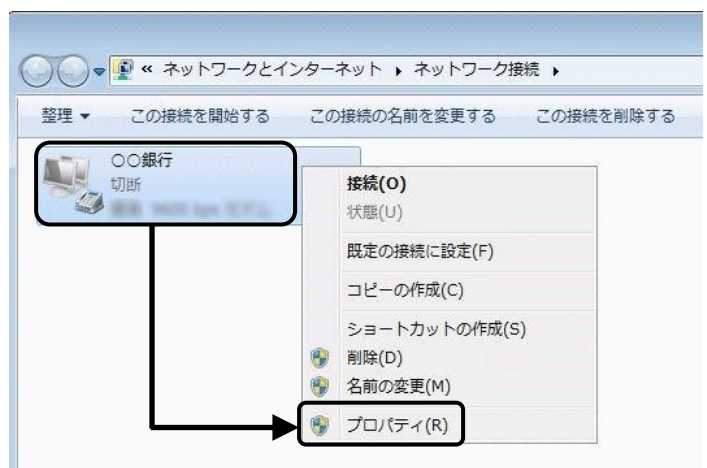 « ネットワークとインターネット ▸ ネットワーク接続 ▸
整理 ▼ この接続を開始する この接続の名前を変更する この接続を削除する
〇〇銀行
切断
接続(O)
状態(U)
既定の接続に設定(F)
コピーの作成(C)
ショートカットの作成(S)
削除(D)
名前の変更(M)
プロパティ(R)